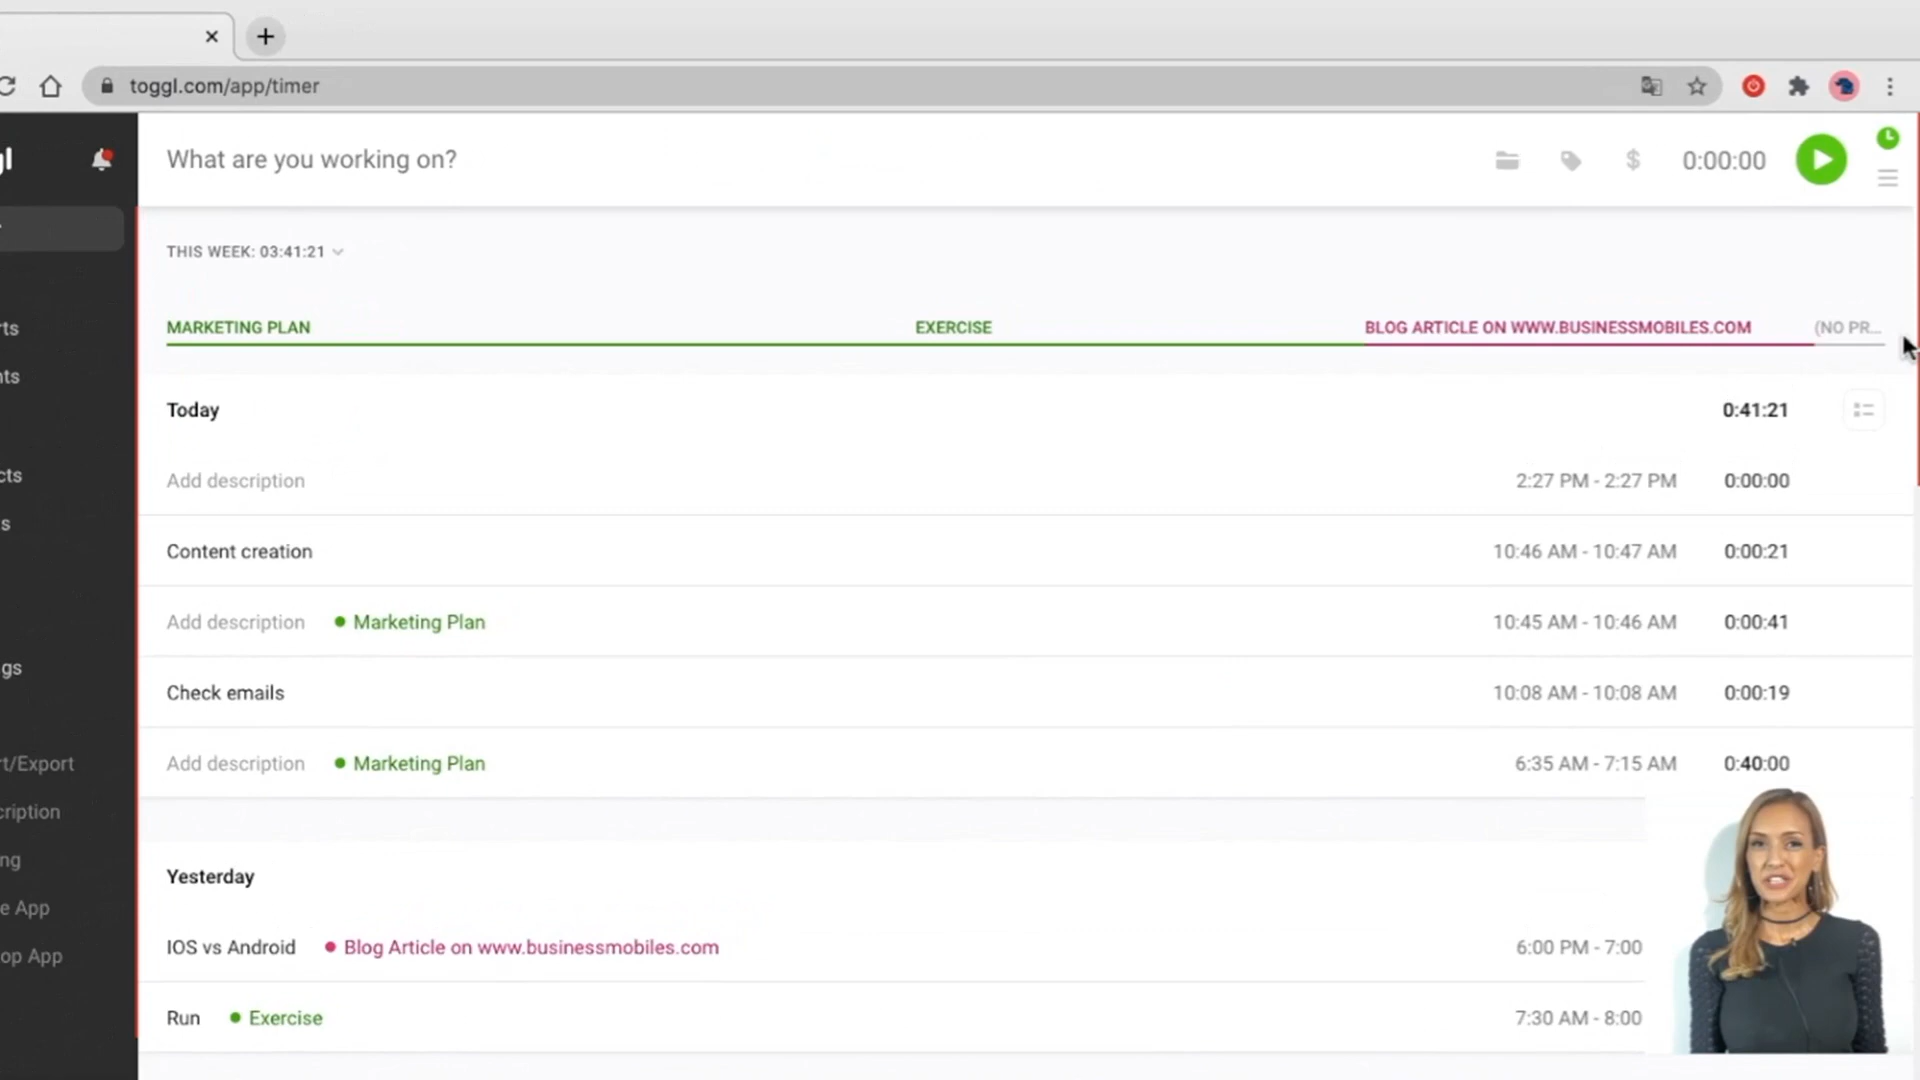 toggl.com/app/timer
What are you working on?
$ 0:00:00
THIS WEEK: 03:41:21
MARKETING PLAN EXERCISE BLOG ARTICLE ON WWW.BUSINESSMOBILES.COM (NO PR...
Today 0:41:21
Add description 2:27 PM - 2:27 PM 0:00:00
Content creation 10:46 AM - 10:47 AM 0:00:21
Add description Marketing Plan 10:45 AM - 10:46 AM 0:00:41
Check emails 10:08 AM - 10:08 AM 0:00:19
Add description Marketing Plan 6:35 AM - 7:15 AM 0:40:00
Yesterday
IOS vs Android Blog Article on www.businessmobiles.com 6:00 PM - 7:00
Run Exercise 7:30 AM - 8:00
gl
rts
nts
cts
s
gs
rt/Export
cription
ng
e App
op App